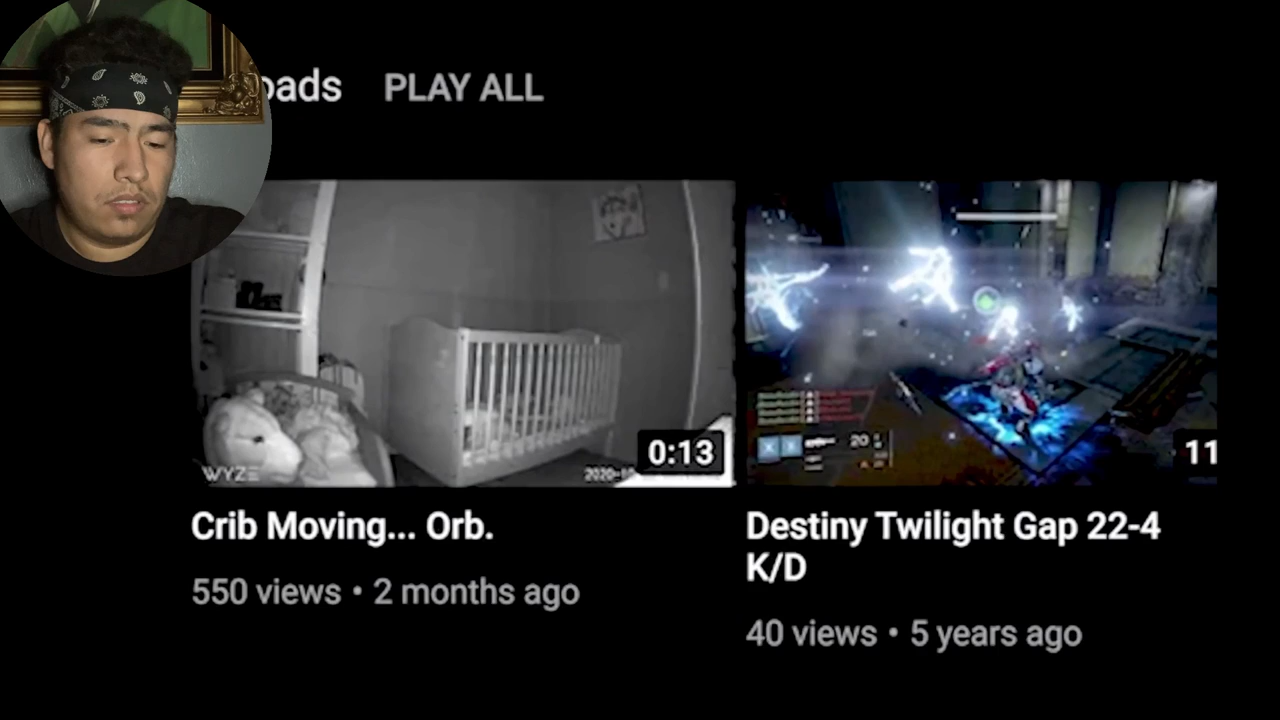 oads PLAY ALL
WYZE
0:13
20
11
Crib Moving... Orb.
550 views • 2 months ago
Destiny Twilight Gap 22-4
K/D
40 views • 5 years ago